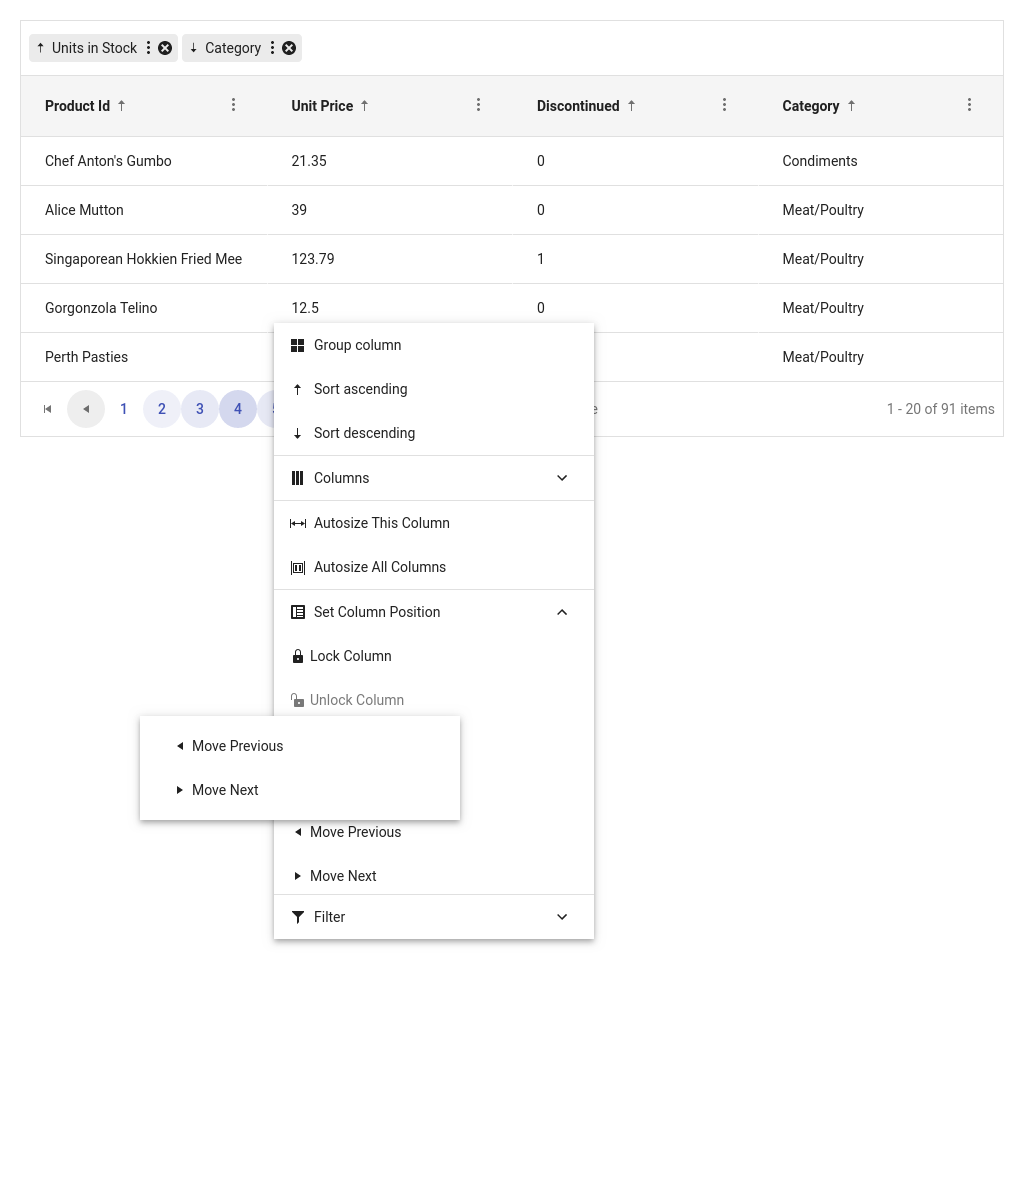 Units in Stock Category
Product Id Unit Price Discontinued Category
Chef Anton's Gumbo 21.35 0 Condiments
Alice Mutton 39 0 Meat/Poultry
Singaporean Hokkien Fried Mee 123.79 1 Meat/Poultry
Gorgonzola Telino 12.5 0 Meat/Poultry
Perth Pasties Meat/Poultry
1 2 3 4 1 - 20 of 91 items
Group column
Sort ascending
Sort descending
Columns
Autosize This Column
Autosize All Columns
Set Column Position
Lock Column
Unlock Column
Move Previous
Move Next
Move Previous
Move Next
Filter